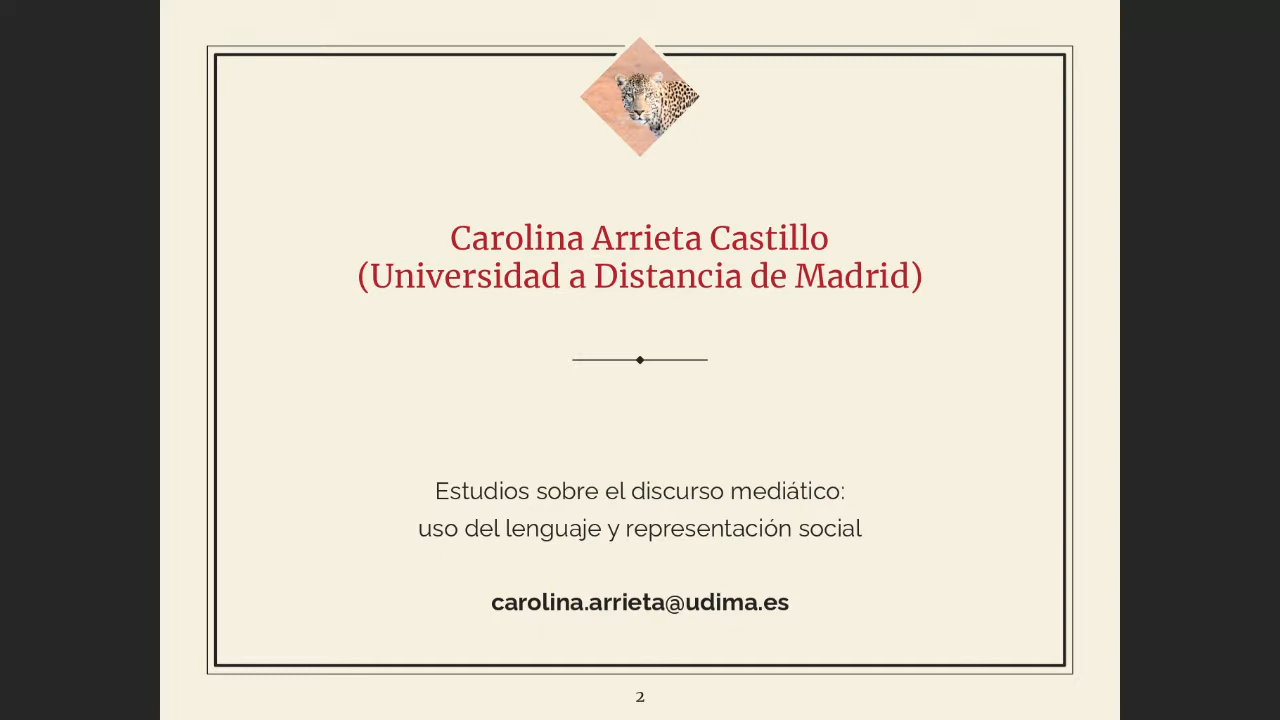 Carolina Arrieta Castillo
(Universidad a Distancia de Madrid)
Estudios sobre el discurso mediático:
uso del lenguaje y representación social
carolina.arrieta@udima.es
2